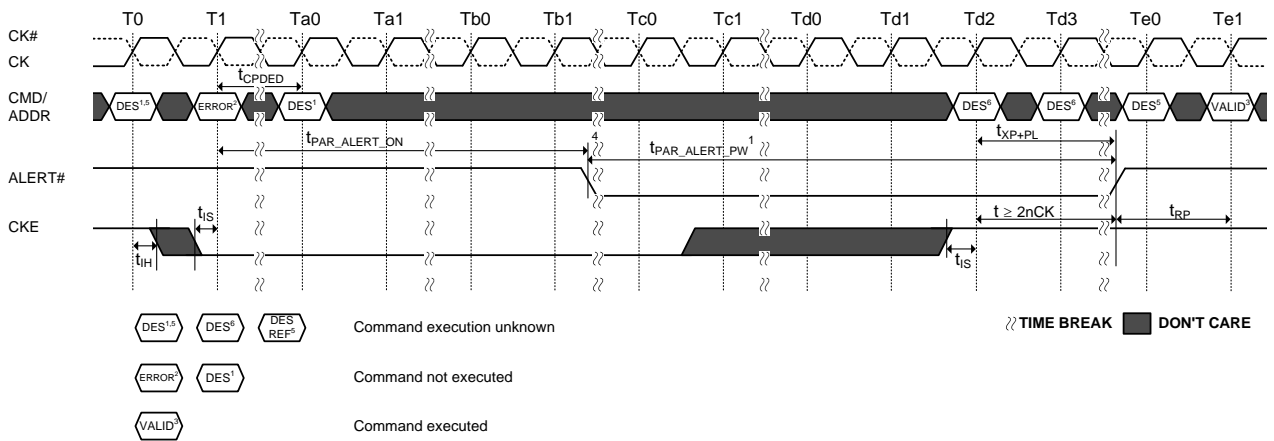 T0 T1 Ta0 Ta1 Tb0 Tb1 Tc0 Tc1 Td0 Td1 Td2 Td3 Te0 Te1
CK#
CK
tCPDED
CMD/
ADDR
DES1,5 ERROR2 DES1 DES6 DES6 DES5 VALID3
tPAR_ALERT_ON 4 tPAR_ALERT_PW1 tXP+PL
ALERT#
CKE
tIS t ≥ 2nCK tRP
tIH tIS
DES1,5 DES6 DES REF5 Command execution unknown
TIME BREAK DON'T CARE
ERROR2 DES1 Command not executed
VALID3 Command executed